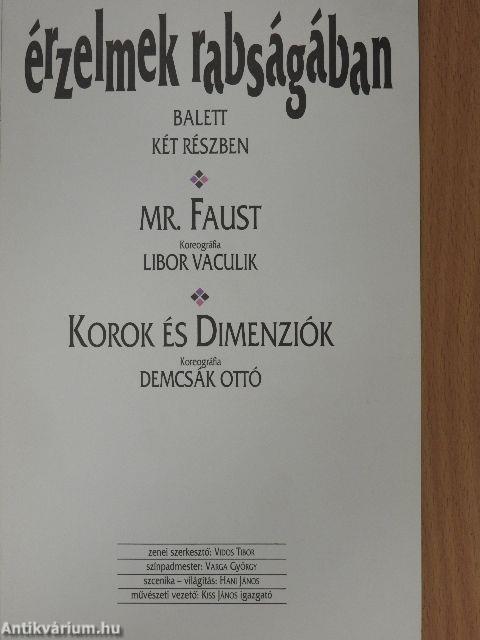 érzelmek rabságában
BALETT
KÉT RÉSZBEN
MR. FAUST
Koreográfia
LIBOR VACULIK
KOROK ÉS DIMENZIÓK
Koreográfia
DEMCSÁK OTTÓ
zenei szerkesztő: VIDOS TIBOR
színpadmester: VARGA GYÖRGY
szcenika – világítás: HANI JÁNOS
művészeti vezető: KISS JÁNOS igazgató
Antikvárium.hu